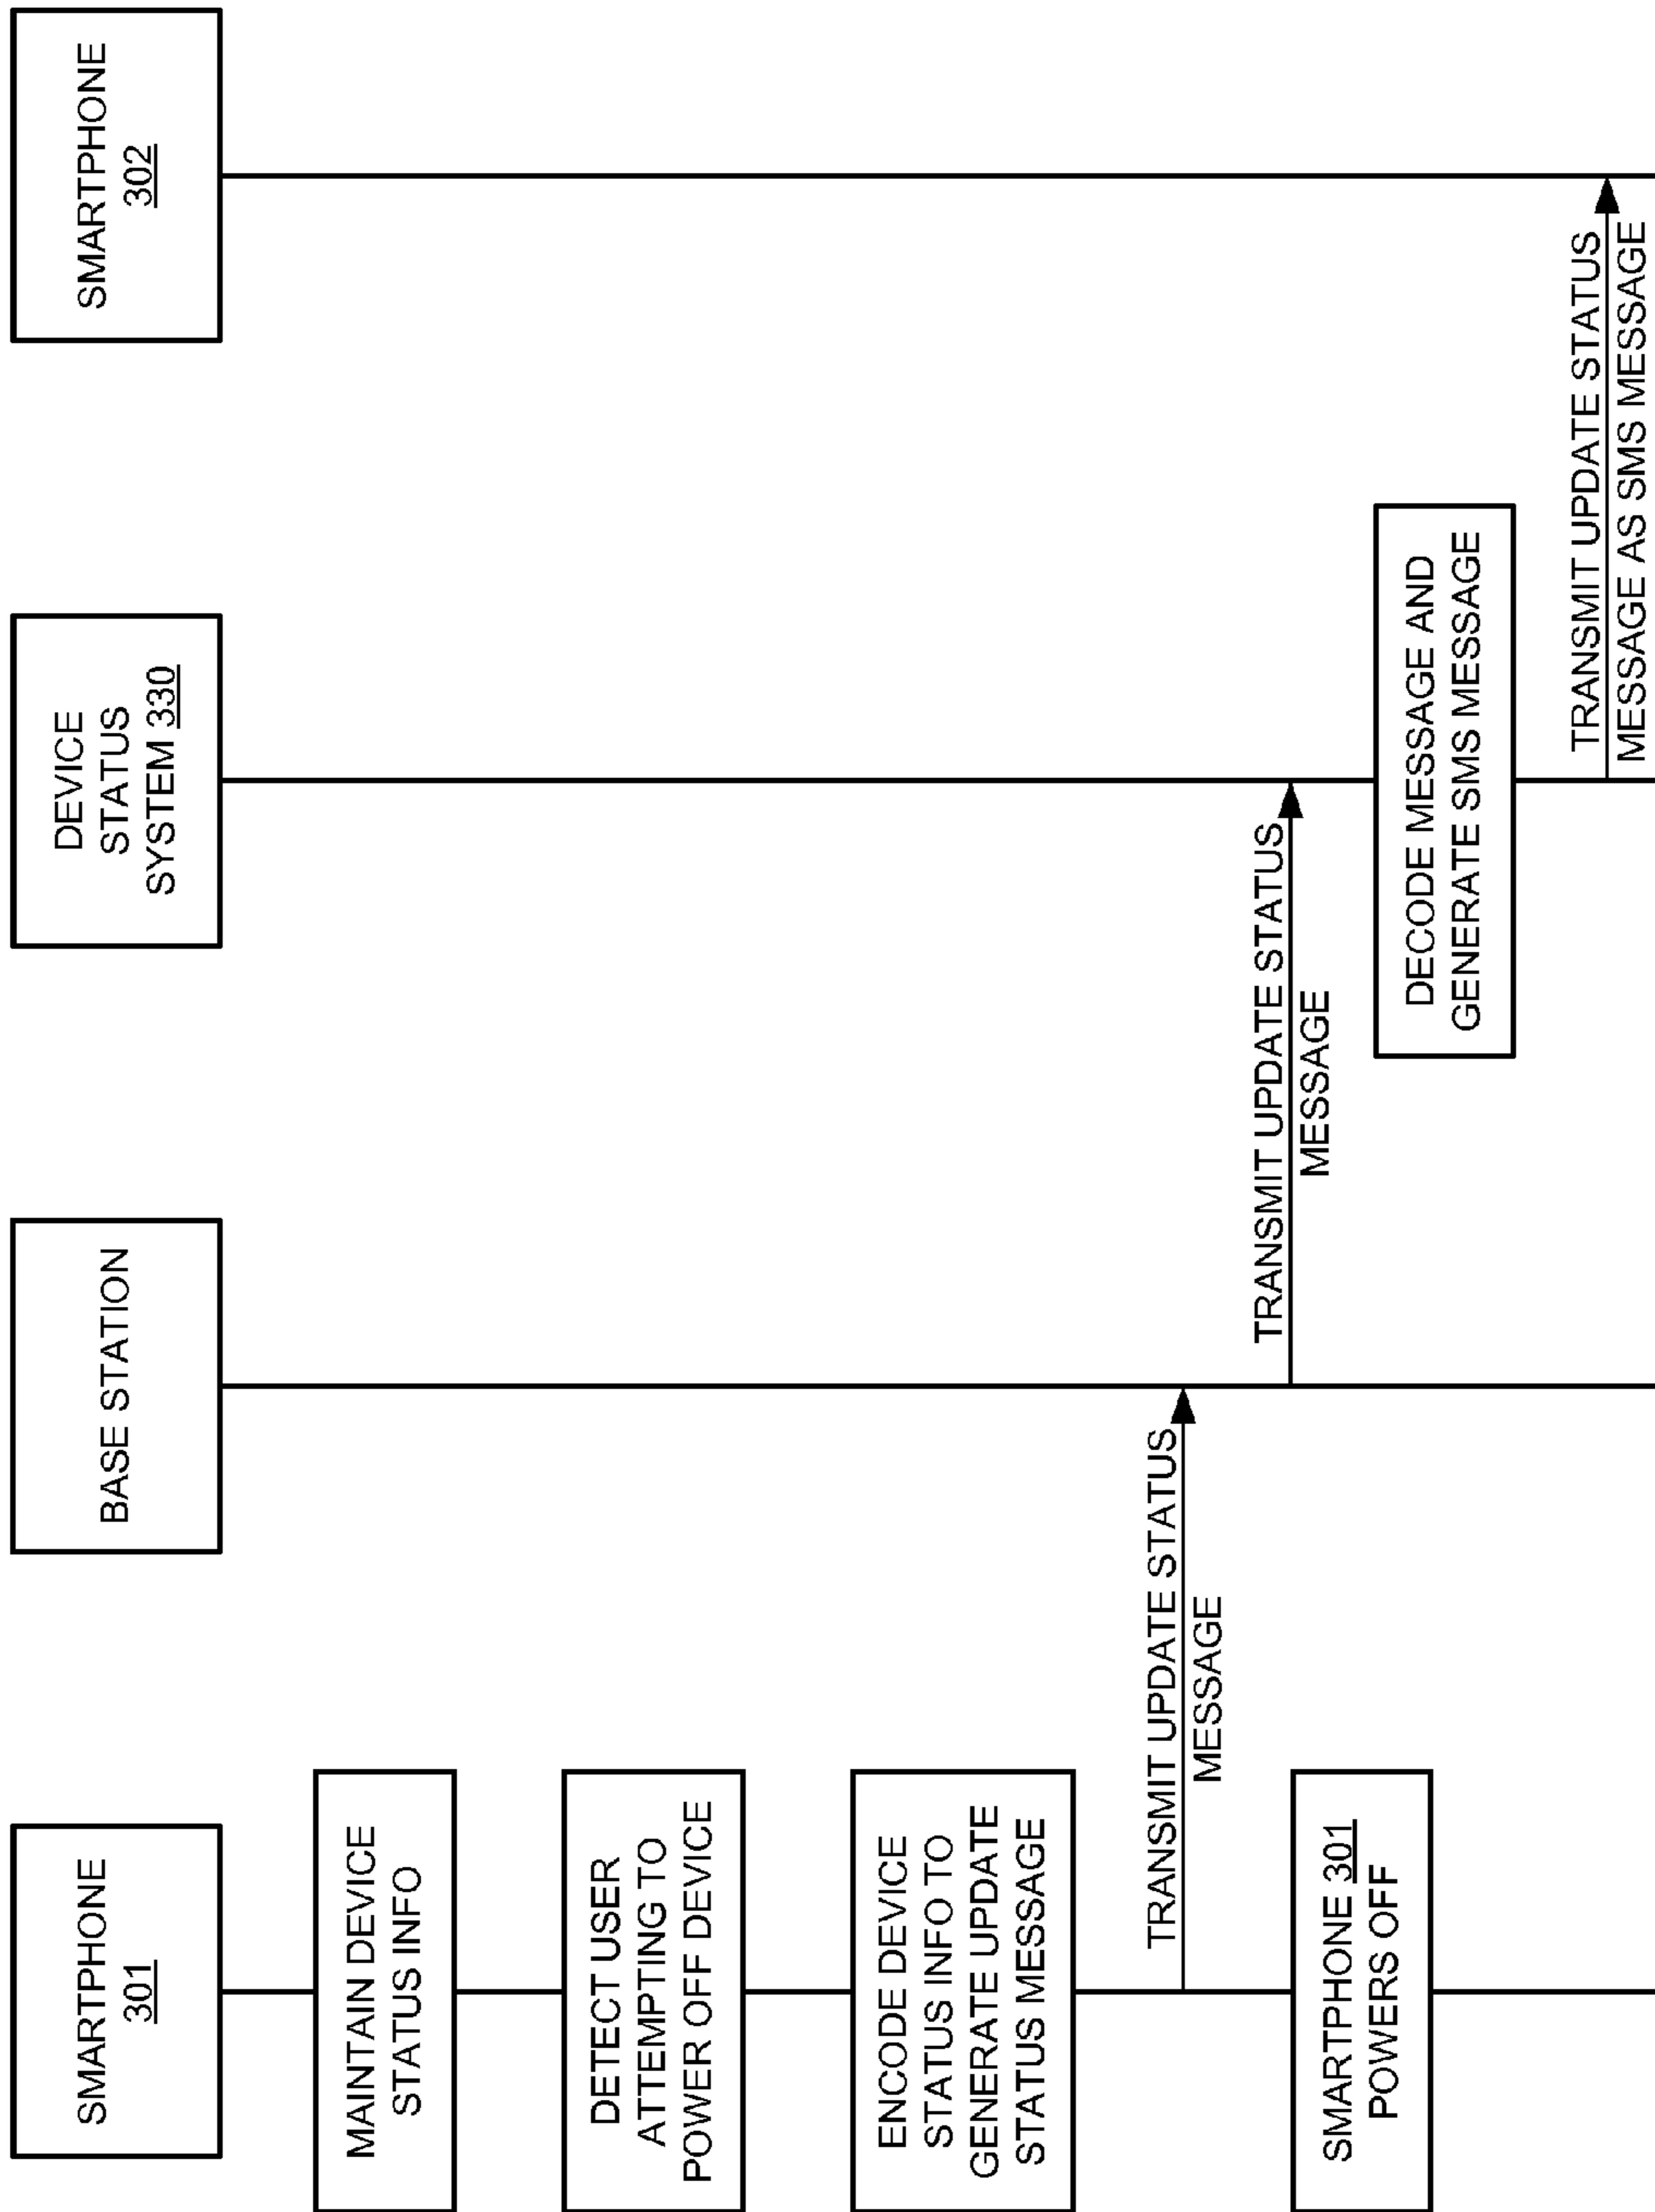 SMARTPHONE
301
BASE STATION
DEVICE
STATUS
SYSTEM 330
SMARTPHONE
302
MAINTAIN DEVICE
STATUS INFO
DETECT USER
ATTEMPTING TO
POWER OFF DEVICE
ENCODE DEVICE
STATUS INFO TO
GENERATE UPDATE
STATUS MESSAGE
TRANSMIT UPDATE STATUS
MESSAGE
TRANSMIT UPDATE STATUS
MESSAGE
SMARTPHONE 301
POWERS OFF
DECODE MESSAGE AND
GENERATE SMS MESSAGE
TRANSMIT UPDATE STATUS
MESSAGE AS SMS MESSAGE